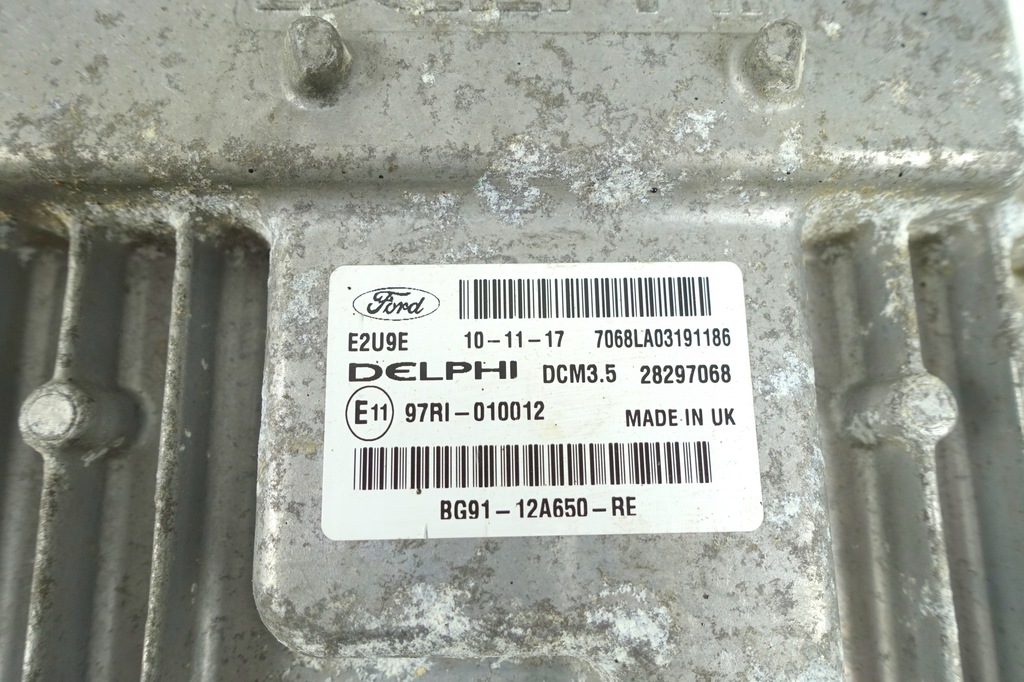 Ford
E2U9E 10-11-17 7068LA03191186
DELPHI DCM3.5 28297068
E11 97RI-010012 MADE IN UK
BG91-12A650-RE